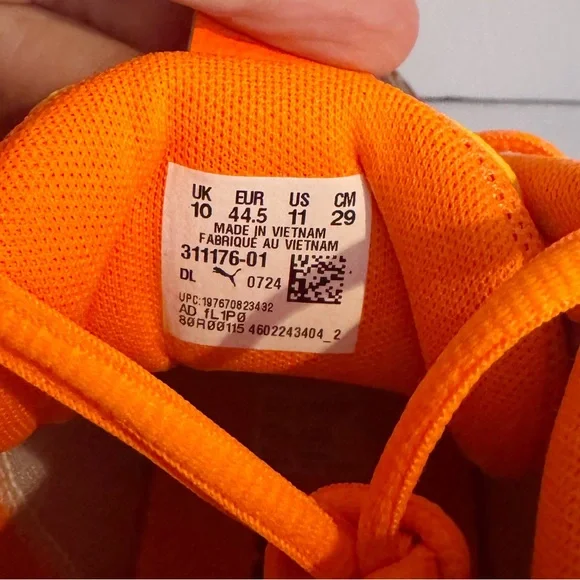 UK EUR US CM
10 44.5 11 29
MADE IN VIETNAM
FABRIQUE AU VIETNAM
311176-01
DL 0724
UPC:197670823432
AD fL1P0
80A00115 4602243404_2